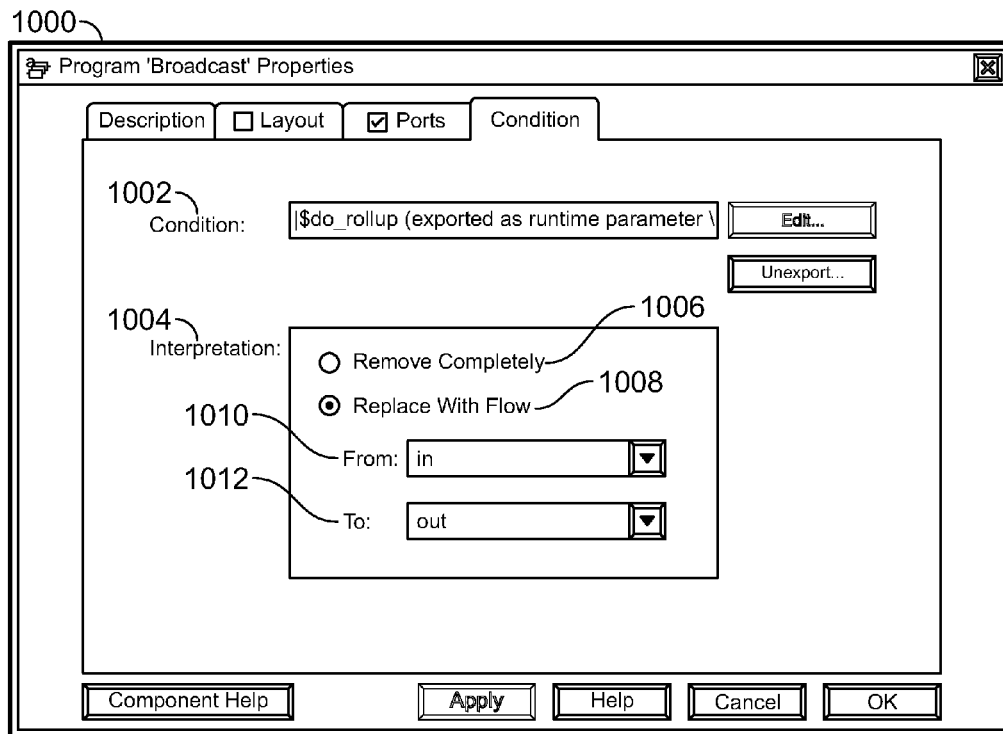 1000
Program 'Broadcast' Properties
Description Layout Ports Condition
1002
Condition: |$do_rollup (exported as runtime parameter \ Edit...
Unexport...
1004
Interpretation:
1006
Remove Completely
1008
Replace With Flow
1010
From: in
1012
To: out
Component Help Apply Help Cancel OK